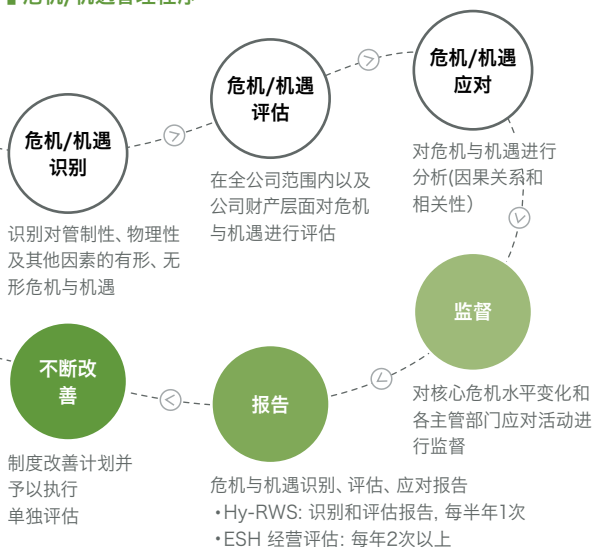 危机/机遇
识别
识别对管制性、物理性
及其他因素的有形、无
形危机与机遇
危机/机遇
评估
在全公司范围内以及
公司财产层面对危机
与机遇进行评估
危机/机遇
应对
对危机与机遇进行
分析(因果关系和
相关性）
监督
对核心危机水平变化和
各主管部门应对活动进
行监督
报告
危机与机遇识别、评估、应对报告
•Hy-RWS: 识别和评估报告, 每半年1次
•ESH 经营评估: 每年2次以上
不断改
善
制度改善计划并
予以执行
单独评估